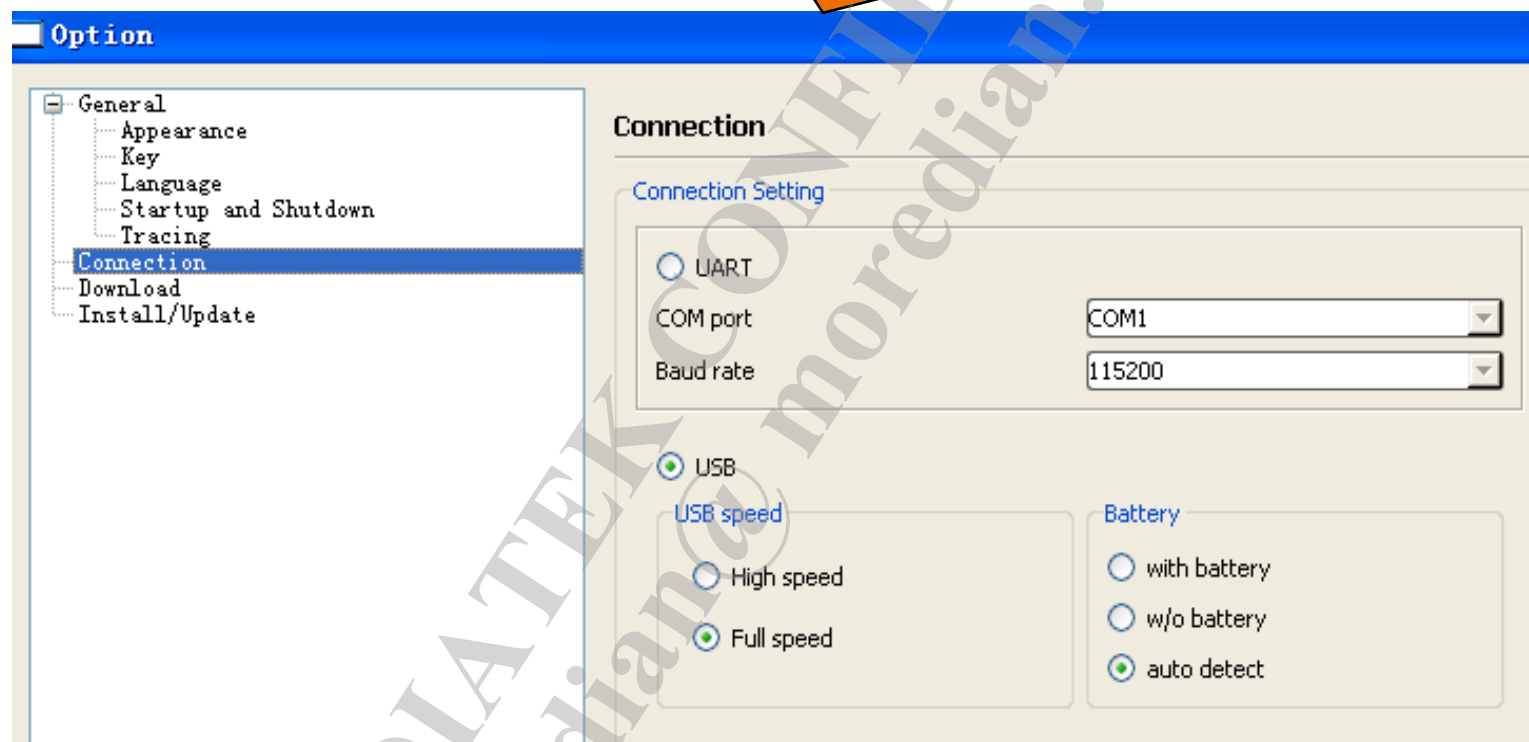 Option
General
Appearance
Key
Language
Startup and Shutdown
Tracing
Connection
Download
Install/Update
Connection
Connection Setting
UART
COM port COM1
Baud rate 115200
USB
USB speed
High speed
Full speed
Battery
with battery
w/o battery
auto detect